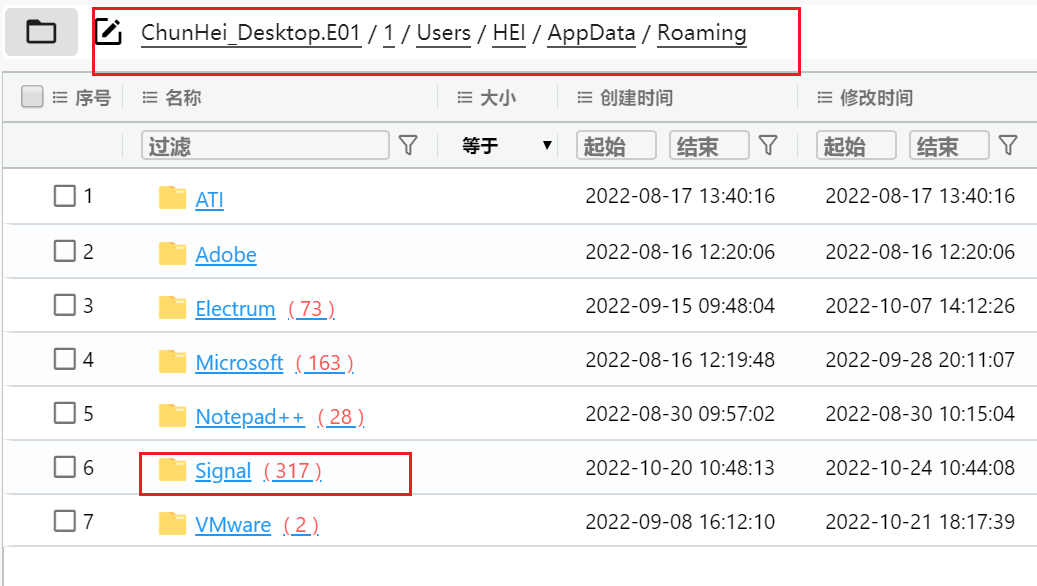 ChunHei_Desktop.E01 / 1 / Users / HEI / AppData / Roaming
序号 名称 大小 创建时间 修改时间
过滤 等于 ▼ 起始 结束 起始 结束
1 ATI 2022-08-17 13:40:16 2022-08-17 13:40:16
2 Adobe 2022-08-16 12:20:06 2022-08-16 12:20:06
3 Electrum ( 73 ) 2022-09-15 09:48:04 2022-10-07 14:12:26
4 Microsoft ( 163 ) 2022-08-16 12:19:48 2022-09-28 20:11:07
5 Notepad++ ( 28 ) 2022-08-30 09:57:02 2022-08-30 10:15:04
6 Signal ( 317 ) 2022-10-20 10:48:13 2022-10-24 10:44:08
7 VMware ( 2 ) 2022-09-08 16:12:10 2022-10-21 18:17:39